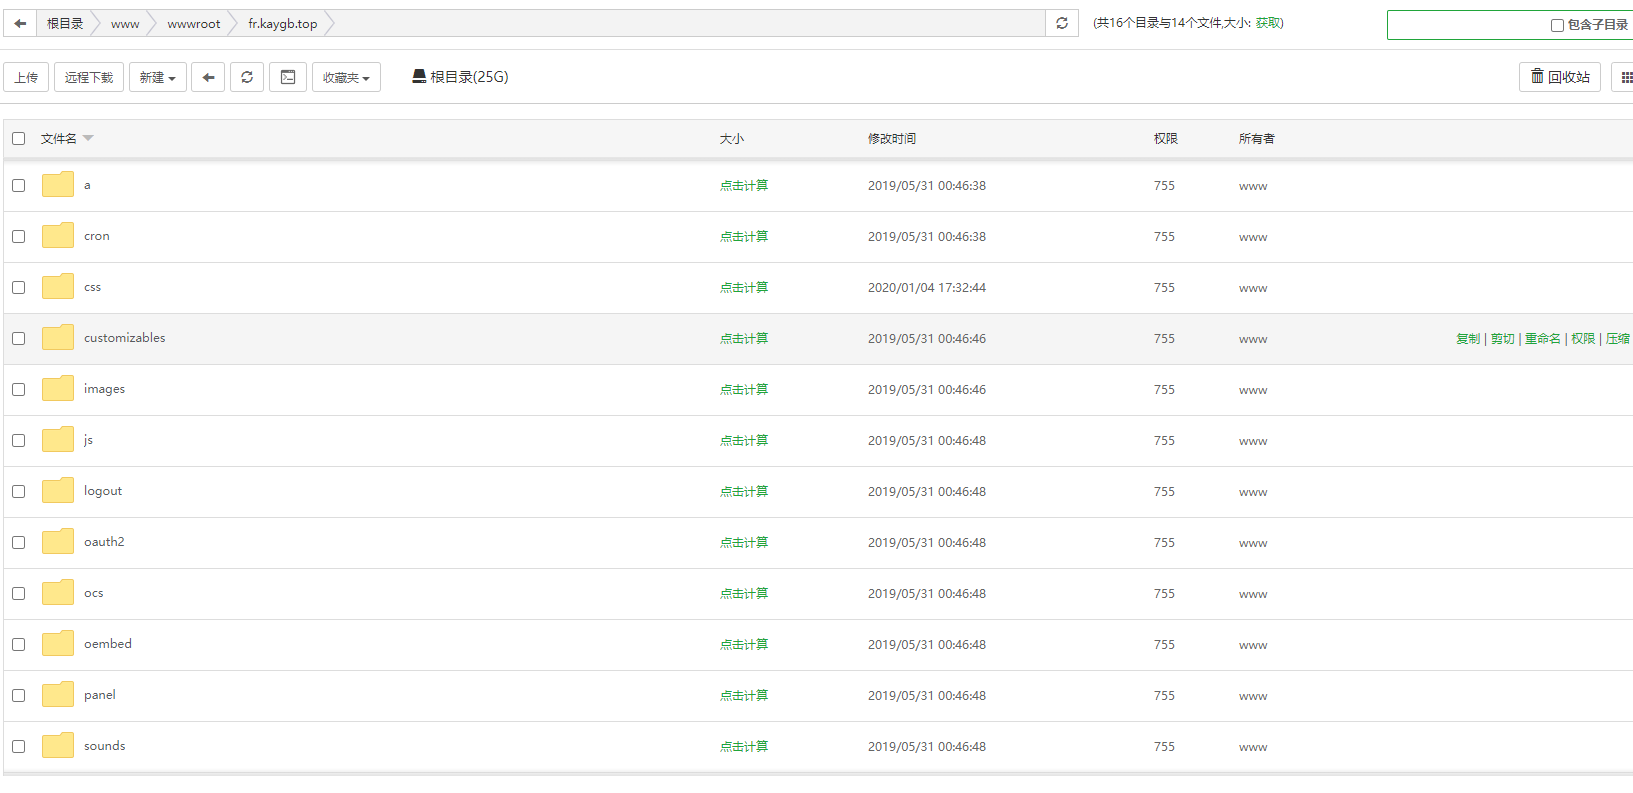 根目录 www wwwroot fr.kaygb.top (共16个目录与14个文件,大小: 获取) 包含子目录
上传 远程下载 新建 收藏夹 根目录(25G) 回收站
文件名 大小 修改时间 权限 所有者
a 点击计算 2019/05/31 00:46:38 755 www
cron 点击计算 2019/05/31 00:46:38 755 www
css 点击计算 2020/01/04 17:32:44 755 www
customizables 点击计算 2019/05/31 00:46:46 755 www 复制 | 剪切 | 重命名 | 权限 | 压缩
images 点击计算 2019/05/31 00:46:46 755 www
js 点击计算 2019/05/31 00:46:48 755 www
logout 点击计算 2019/05/31 00:46:48 755 www
oauth2 点击计算 2019/05/31 00:46:48 755 www
ocs 点击计算 2019/05/31 00:46:48 755 www
oembed 点击计算 2019/05/31 00:46:48 755 www
panel 点击计算 2019/05/31 00:46:48 755 www
sounds 点击计算 2019/05/31 00:46:48 755 www